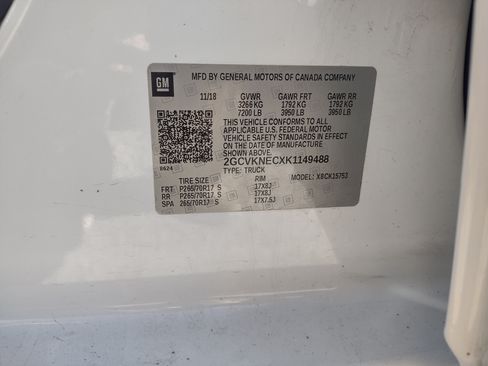 GM
MFD BY GENERAL MOTORS OF CANADA COMPANY
11/18 GVWR GAWR FRT GAWR RR
3266 KG 1792 KG 1792 KG
7200 LB 3950 LB 3950 LB
THIS VEHICLE CONFORMS TO ALL
APPLICABLE U.S. FEDERAL MOTOR
VEHICLE SAFETY STANDARDS IN EFFECT
ON THE DATE OF MANUFACTURE
SHOWN ABOVE.
2GCVKNECXK1149488
8624 TYPE: TRUCK
MODEL: X8CK15753
TIRE SIZE RIM
FRT P265/70R17 S 17X8J
RR P265/70R17 S 17X8J
SPA 265/70R17 S 17X7.5J